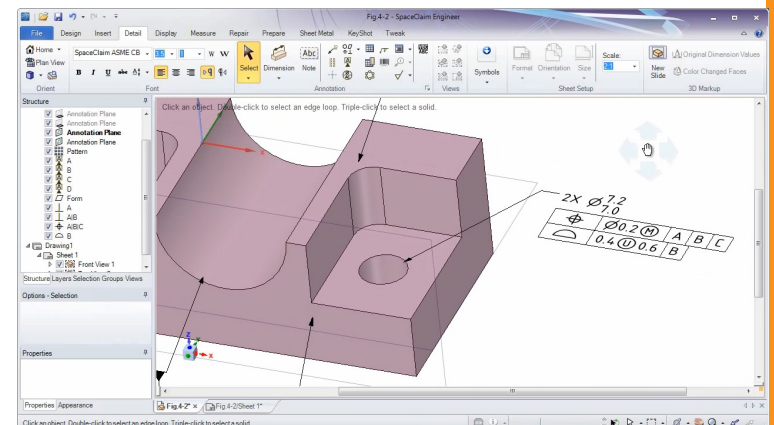 Fig.4-2 - SpaceClaim Engineer
File Design Insert Detail Display Measure Repair Prepare Sheet Metal KeyShot Tweak
Home
Plan View
SpaceClaim ASME CB
3.5
W W
B I U abc
Select
Dimension
Note
Abc
Symbols
Format
Orientation
Size
Scale:
2:1
New Slide
Original Dimension Values
Color Changed Faces
Orient
Font
Annotation
Views
Sheet Setup
3D Markup
Structure
Annotation Plane
Annotation Plane
Annotation Plane
Annotation Plane
Pattern
A
B
C
D
Form
A
A|B
A|B|C
B
Drawing1
Sheet 1
Front View 1
Structure Layers Selection Groups Views
Options - Selection
Properties
Properties Appearance
Click an object. Double-click to select an edge loop. Triple-click to select a solid.
X
2X Ø7.2
7.0
Ø0.2 Ⓜ A B C
0.4 Ⓤ 0.6 B
Z
Y
X
Fig.4-2* Fig.4-2/Sheet 1*
Click an object. Double-click to select an edge loop. Triple-click to select a solid.